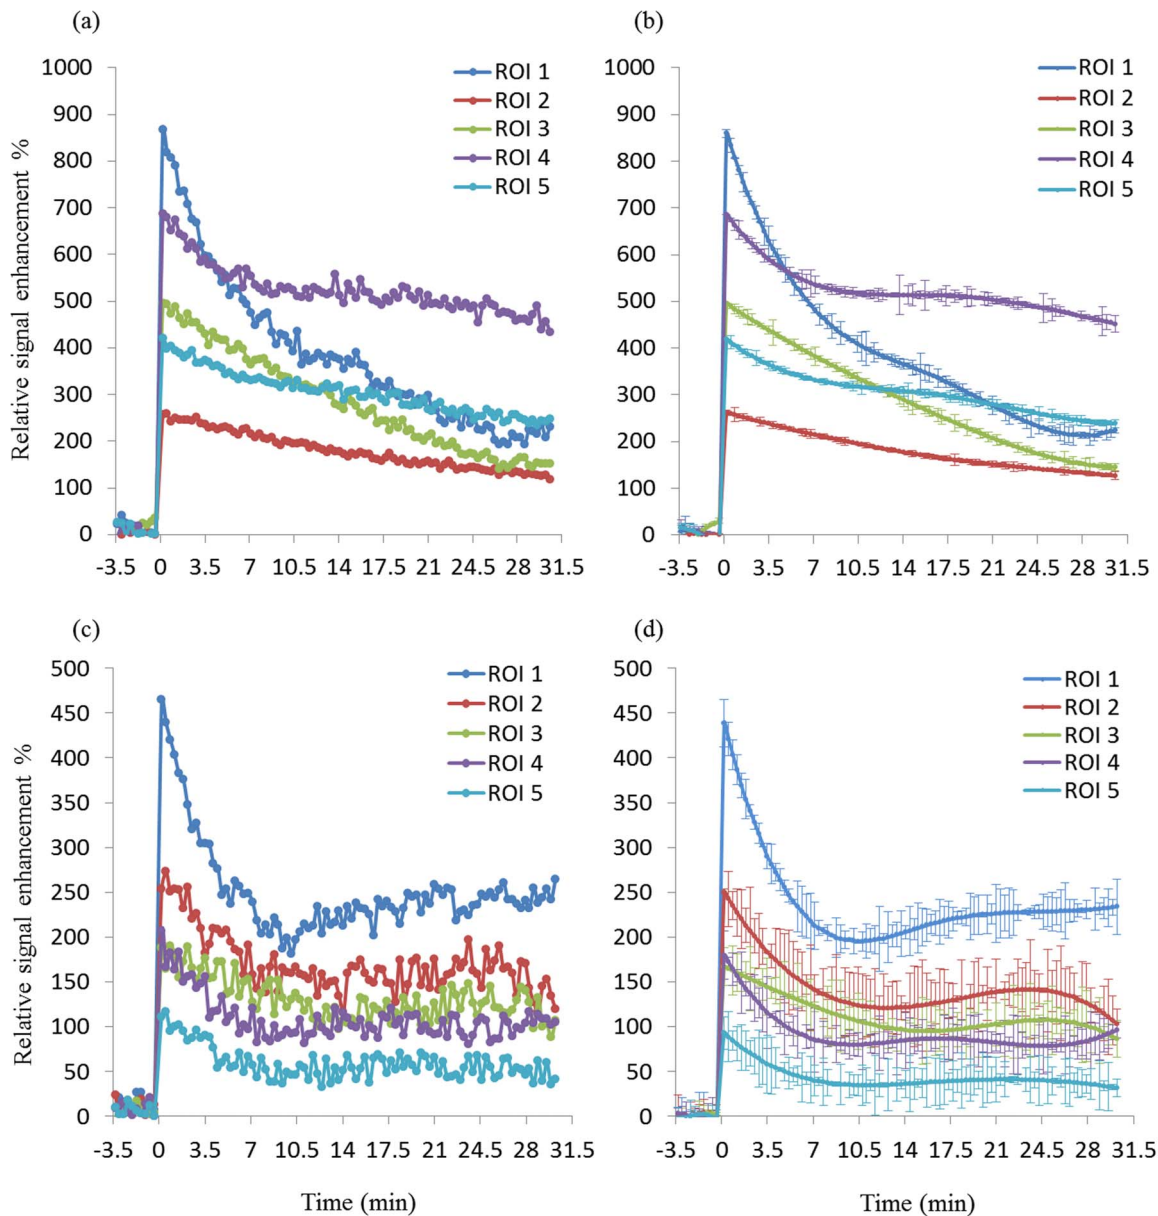 (a)
Relative signal enhancement %
1000
900
800
700
600
500
400
300
200
100
0
-3.5 0 3.5 7 10.5 14 17.5 21 24.5 28 31.5
ROI 1
ROI 2
ROI 3
ROI 4
ROI 5
(b)
1000
900
800
700
600
500
400
300
200
100
0
-3.5 0 3.5 7 10.5 14 17.5 21 24.5 28 31.5
ROI 1
ROI 2
ROI 3
ROI 4
ROI 5
(c)
Relative signal enhancement %
500
450
400
350
300
250
200
150
100
50
0
-3.5 0 3.5 7 10.5 14 17.5 21 24.5 28 31.5
ROI 1
ROI 2
ROI 3
ROI 4
ROI 5
Time (min)
(d)
500
450
400
350
300
250
200
150
100
50
0
-3.5 0 3.5 7 10.5 14 17.5 21 24.5 28 31.5
ROI 1
ROI 2
ROI 3
ROI 4
ROI 5
Time (min)